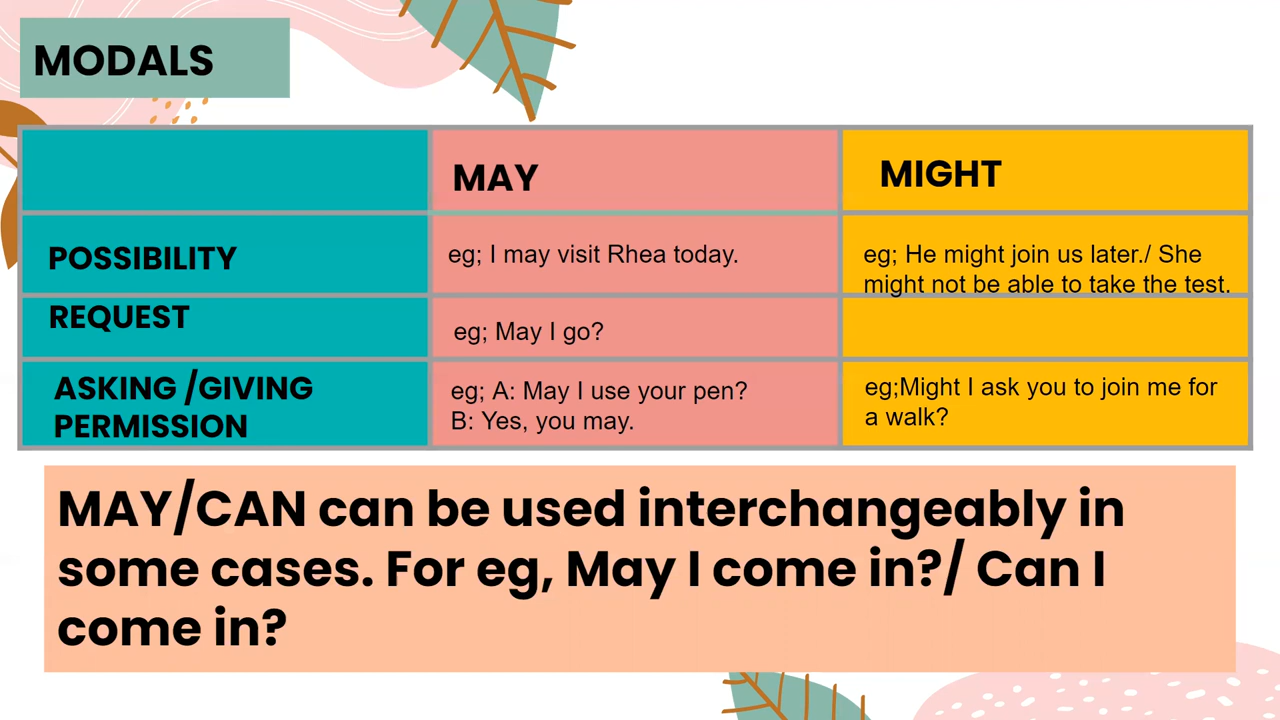 MODALS
MAY
MIGHT
POSSIBILITY
eg; I may visit Rhea today.
eg; He might join us later./ She
might not be able to take the test.
REQUEST
eg; May I go?
ASKING /GIVING
PERMISSION
eg; A: May I use your pen?
B: Yes, you may.
eg;Might I ask you to join me for
a walk?
MAY/CAN can be used interchangeably in
some cases. For eg, May I come in?/ Can I
come in?